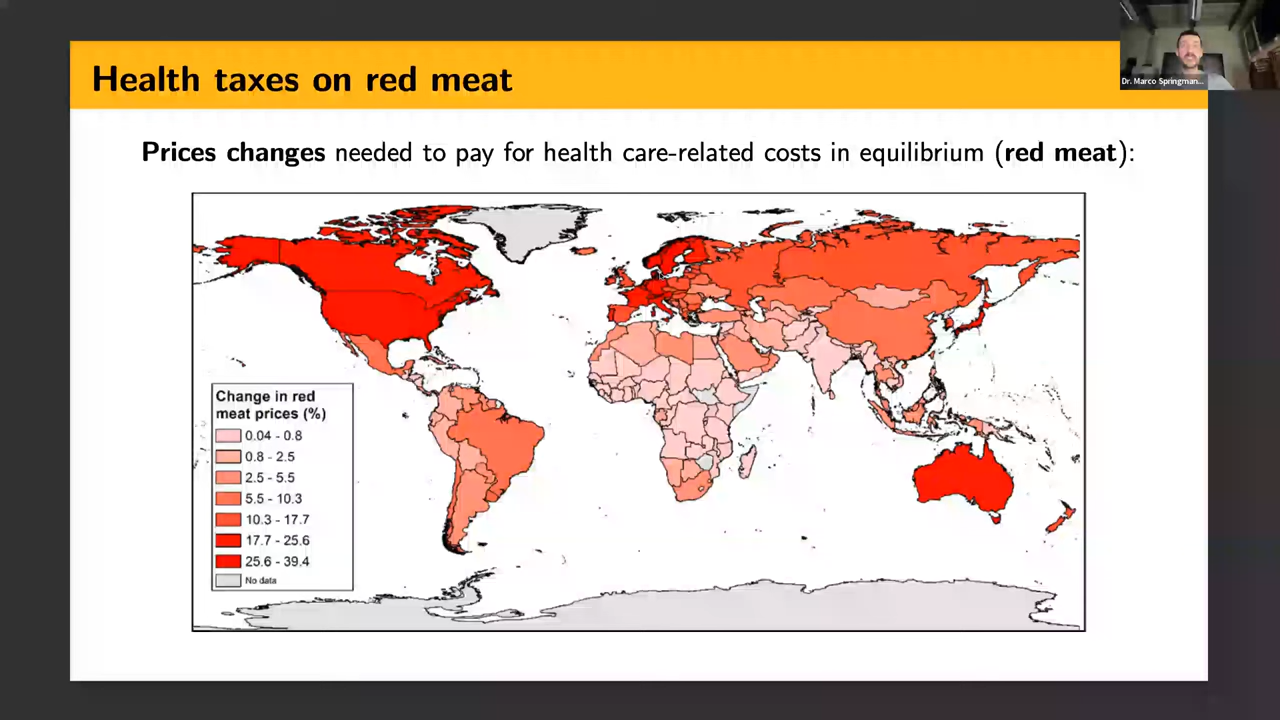 Health taxes on red meat
Dr. Marco Springman...
Prices changes needed to pay for health care-related costs in equilibrium (red meat):
Change in red
meat prices (%)
0.04 - 0.8
0.8 - 2.5
2.5 - 5.5
5.5 - 10.3
10.3 - 17.7
17.7 - 25.6
25.6 - 39.4
No data